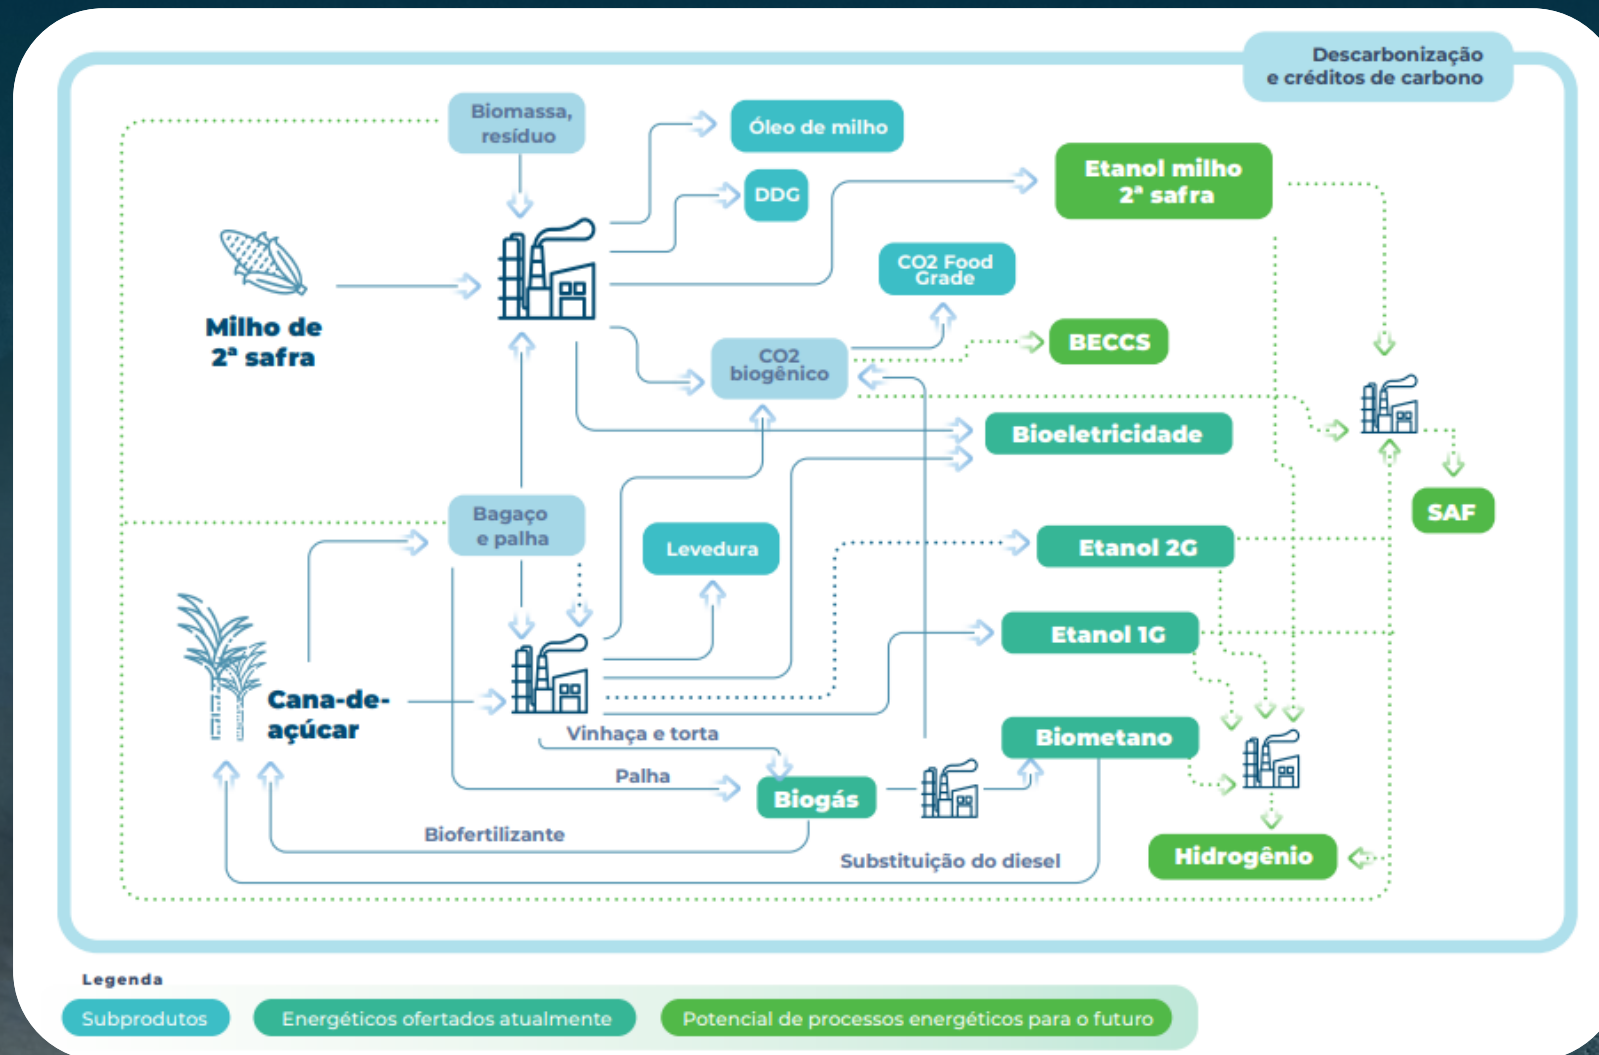 Descarbonização
e créditos de carbono
Biomassa,
resíduo
Óleo de milho
DDG
Etanol milho
2ª safra
CO2 Food
Grade
Milho de
2ª safra
BECCS
CO2
biogênico
Bioeletricidade
SAF
Bagaço
e palha
Levedura
Etanol 2G
Etanol 1G
Cana-de-
açúcar
Vinhaça e torta
Biometano
Palha
Biogás
Biofertilizante
Substituição do diesel
Hidrogênio
Legenda
Subprodutos
Energéticos ofertados atualmente
Potencial de processos energéticos para o futuro